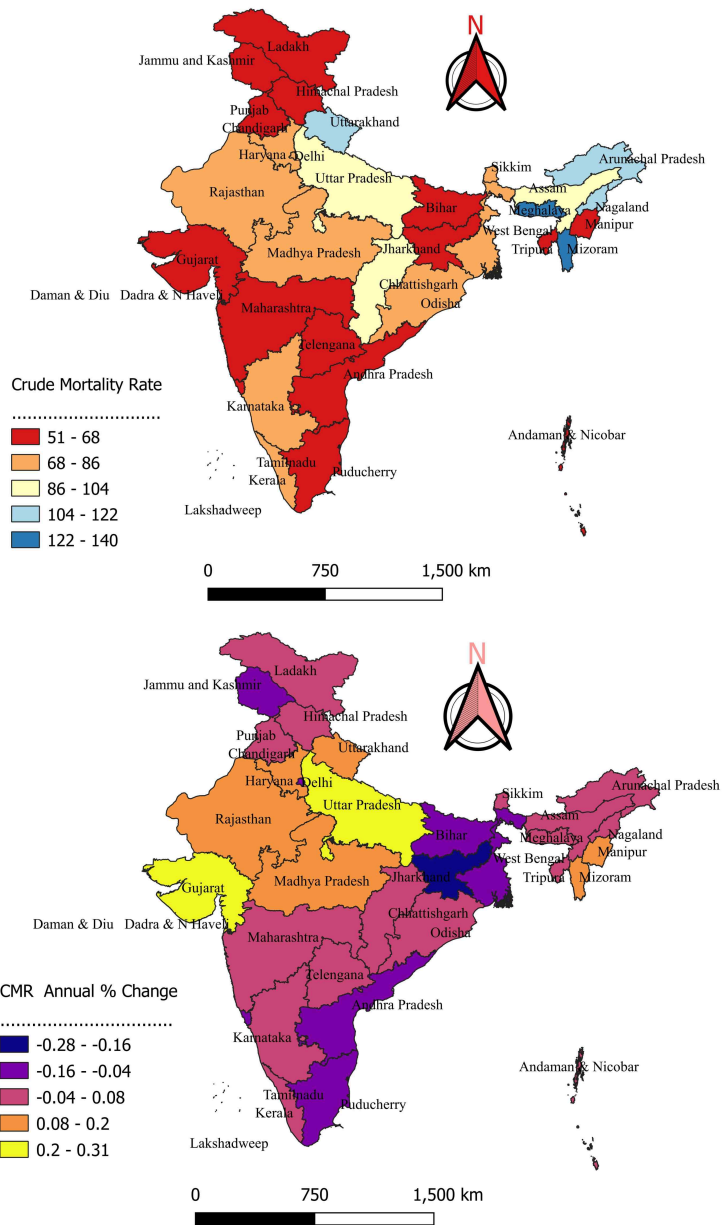 N
Ladakh
Jammu and Kashmir
Himachal Pradesh
Punjab
Chandigarh
Uttarakhand
Haryana
Delhi
Arunachal Pradesh
Sikkim
Uttar Pradesh
Assam
Rajasthan
Bihar
Meghalaya
Nagaland
Manipur
West Bengal
Madhya Pradesh
Jharkhand
Tripura
Mizoram
Gujarat
Chhattishgarh
Daman & Diu
Dadra & N Haveli
Odisha
Maharashtra
Telengana
Andhra Pradesh
Crude Mortality Rate
.............................
Karnataka
51 - 68
Andaman & Nicobar
68 - 86
Tamilnadu
Puducherry
86 - 104
Kerala
Lakshadweep
104 - 122
122 - 140
0 750 1,500 km
N
Ladakh
Jammu and Kashmir
Himachal Pradesh
Punjab
Chandigarh
Uttarakhand
Haryana
Delhi
Arunachal Pradesh
Sikkim
Uttar Pradesh
Assam
Rajasthan
Bihar
Meghalaya
Nagaland
Manipur
West Bengal
Madhya Pradesh
Jharkhand
Tripura
Mizoram
Gujarat
Chhattishgarh
Daman & Diu
Dadra & N Haveli
Odisha
Maharashtra
Telengana
CMR Annual % Change
Andhra Pradesh
.................................
Karnataka
-0.28 - -0.16
-0.16 - -0.04
Andaman & Nicobar
-0.04 - 0.08
Tamilnadu
Puducherry
Kerala
0.08 - 0.2
Lakshadweep
0.2 - 0.31
0 750 1,500 km